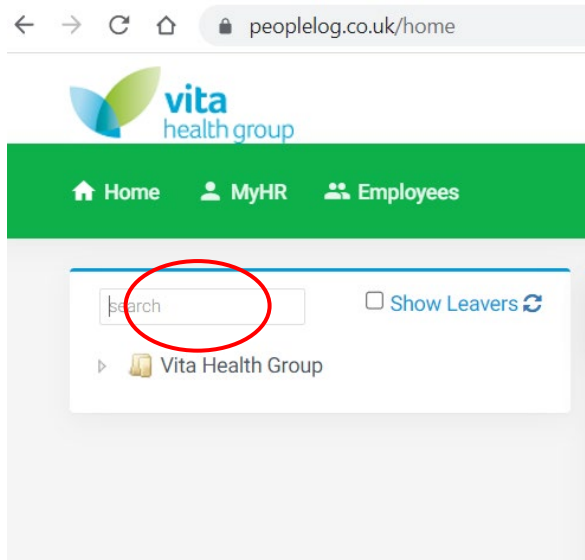 peoplelog.co.uk/home
vita
health group
Home MyHR Employees
search Show Leavers
Vita Health Group